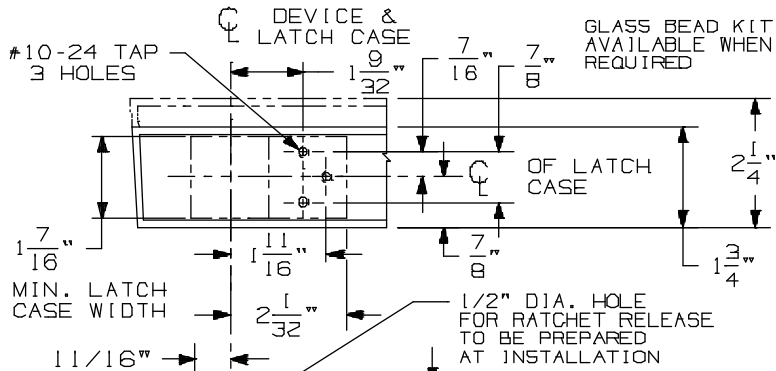 ℄ DEVICE &
LATCH CASE
GLASS BEAD KIT
AVAILABLE WHEN
REQUIRED
#10-24 TAP
3 HOLES
1 9/32"
7/16"
7/8"
2 1/4"
℄ OF LATCH
CASE
1 7/16"
MIN. LATCH
CASE WIDTH
1 11/16"
7/8"
1 3/4"
2 1/32"
1/2" DIA. HOLE
FOR RATCHET RELEASE
TO BE PREPARED
AT INSTALLATION
11/16"